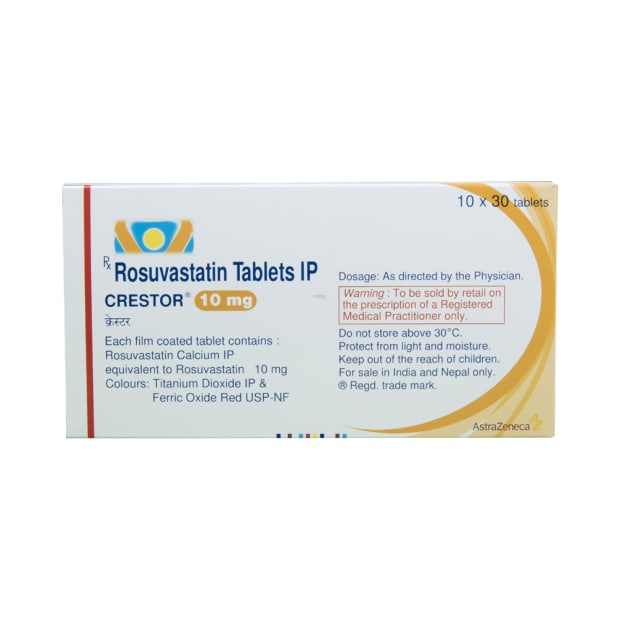 10 x 30 tablets
Rx Rosuvastatin Tablets IP
CRESTOR® 10 mg
क्रेस्टर
Each film coated tablet contains :
Rosuvastatin Calcium IP
equivalent to Rosuvastatin 10 mg
Colours: Titanium Dioxide IP &
Ferric Oxide Red USP-NF
Dosage: As directed by the Physician.
Warning : To be sold by retail on
the prescription of a Registered
Medical Practitioner only.
Do not store above 30°C.
Protect from light and moisture.
Keep out of the reach of children.
For sale in India and Nepal only.
® Regd. trade mark.
AstraZeneca